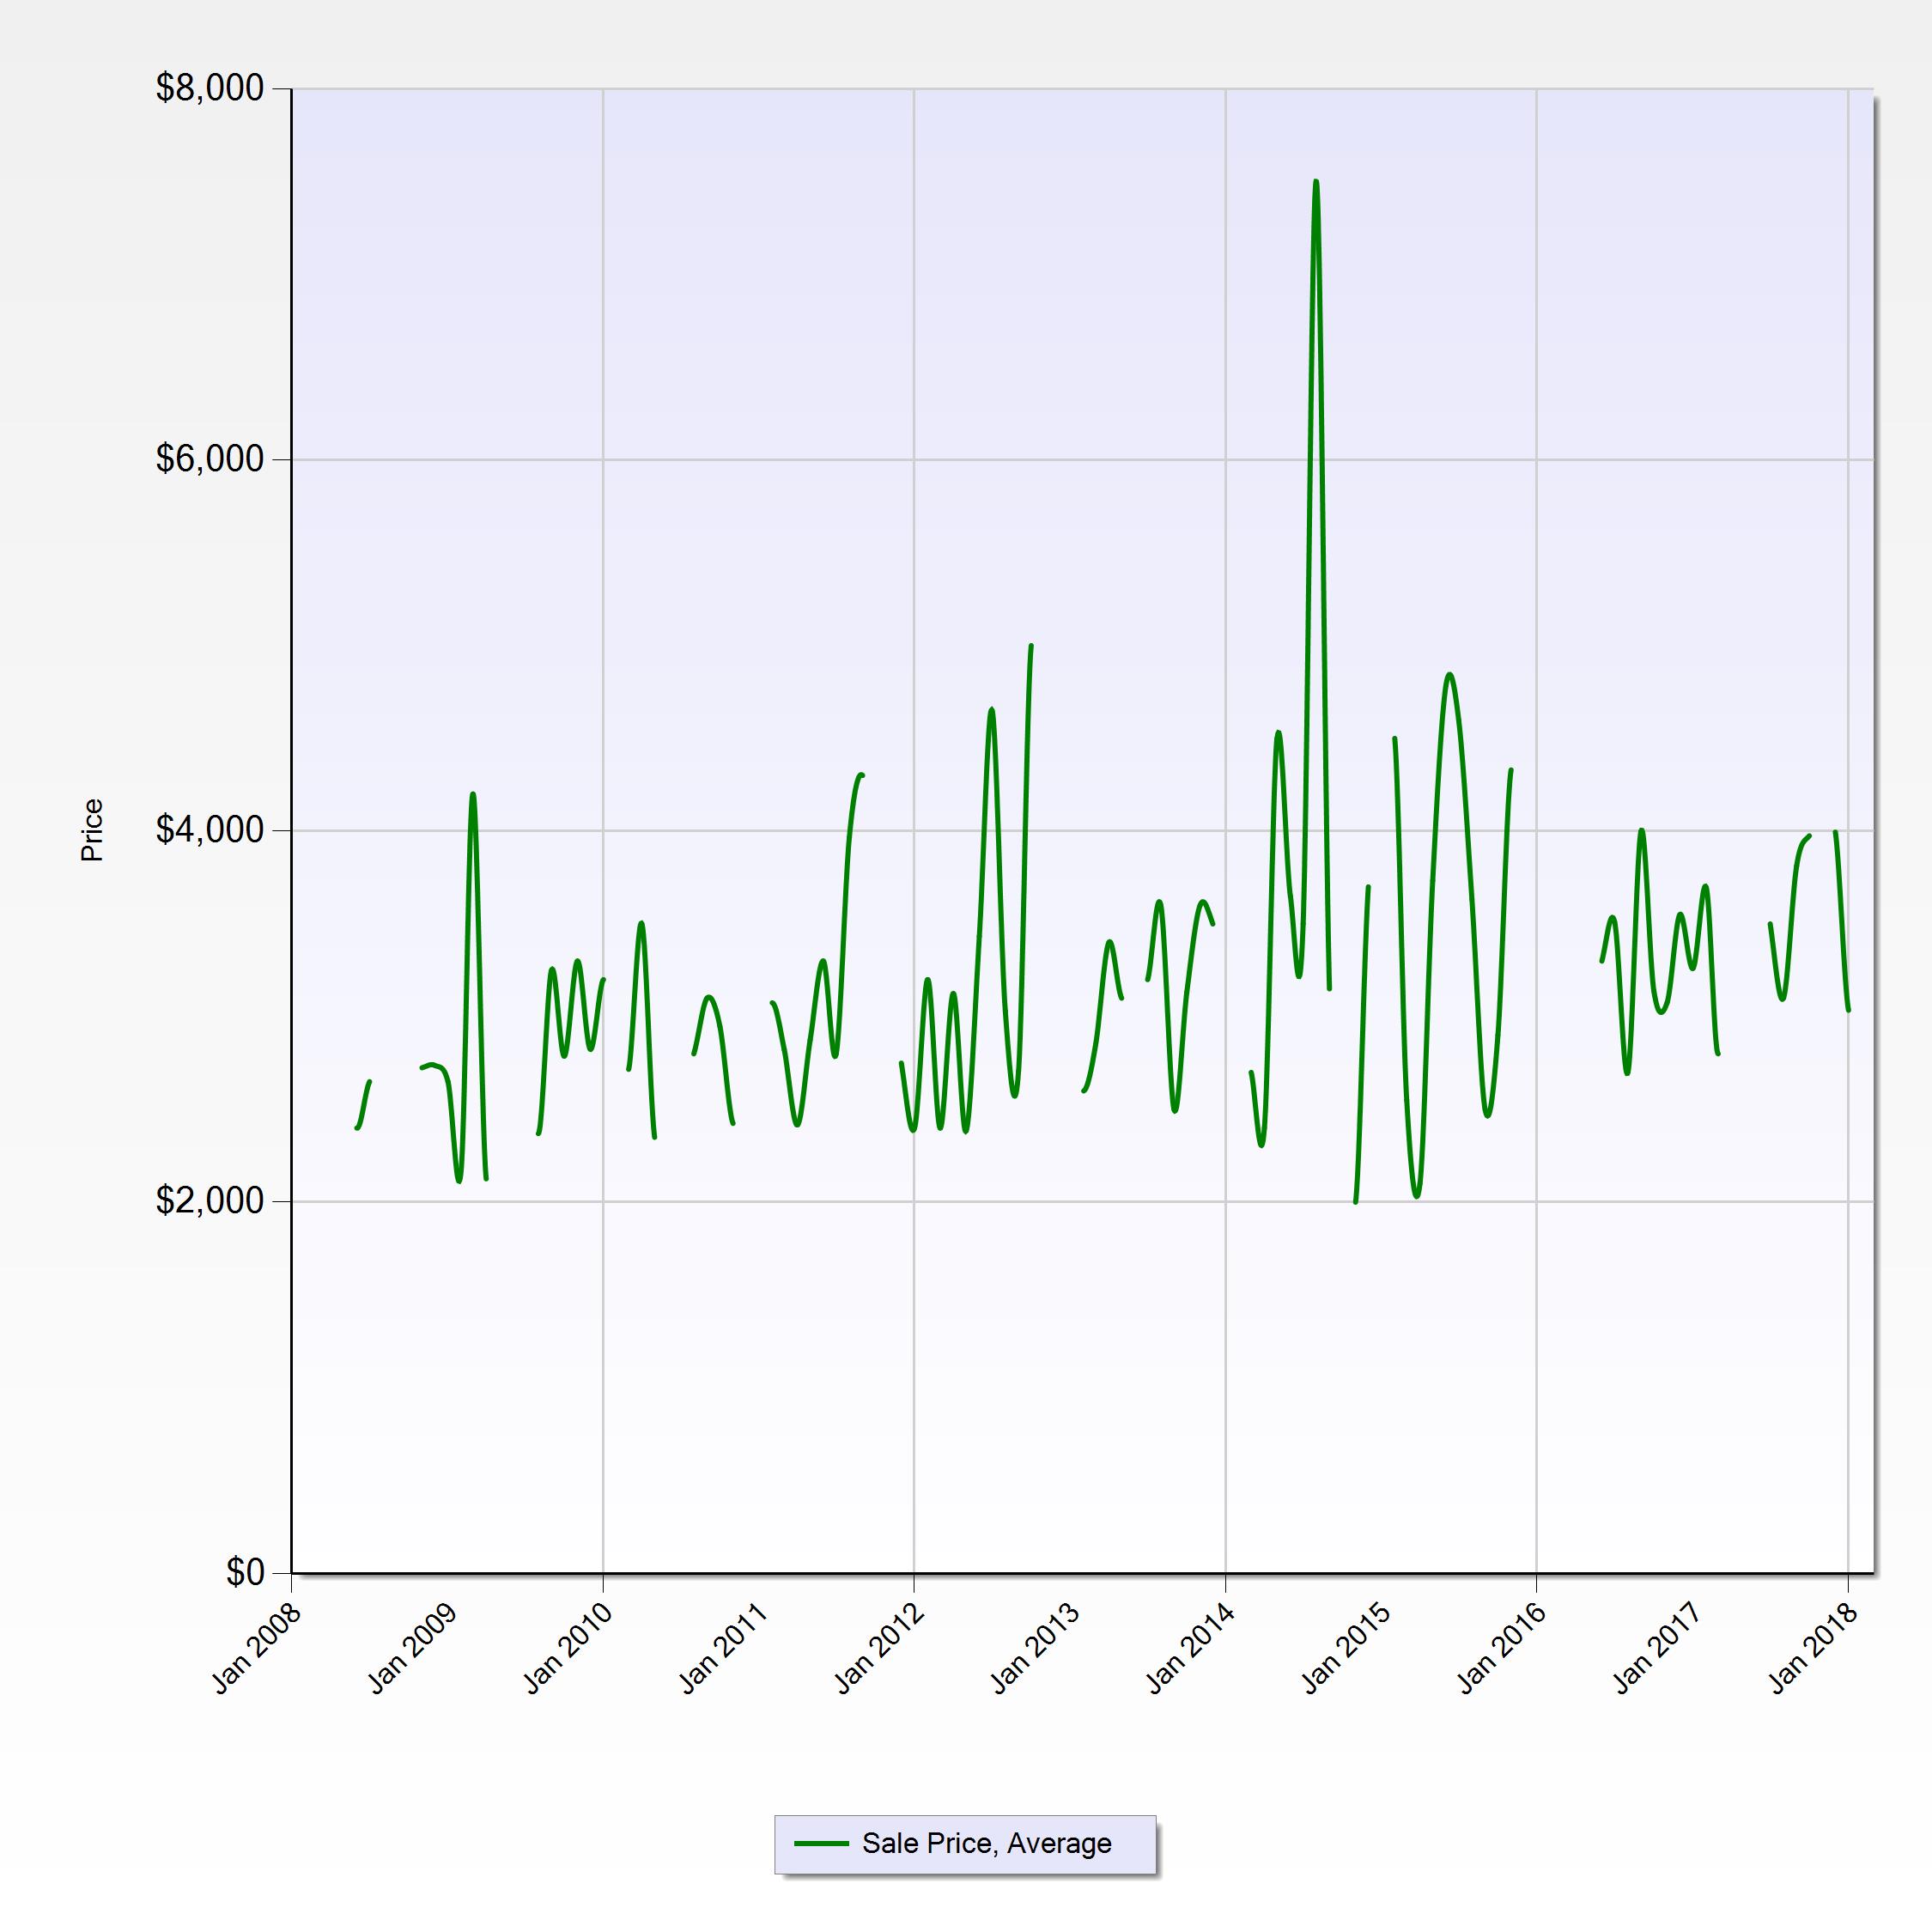 $8,000
$6,000
$4,000
$2,000
$0
Price
Jan 2008
Jan 2009
Jan 2010
Jan 2011
Jan 2012
Jan 2013
Jan 2014
Jan 2015
Jan 2016
Jan 2017
Jan 2018
Sale Price, Average